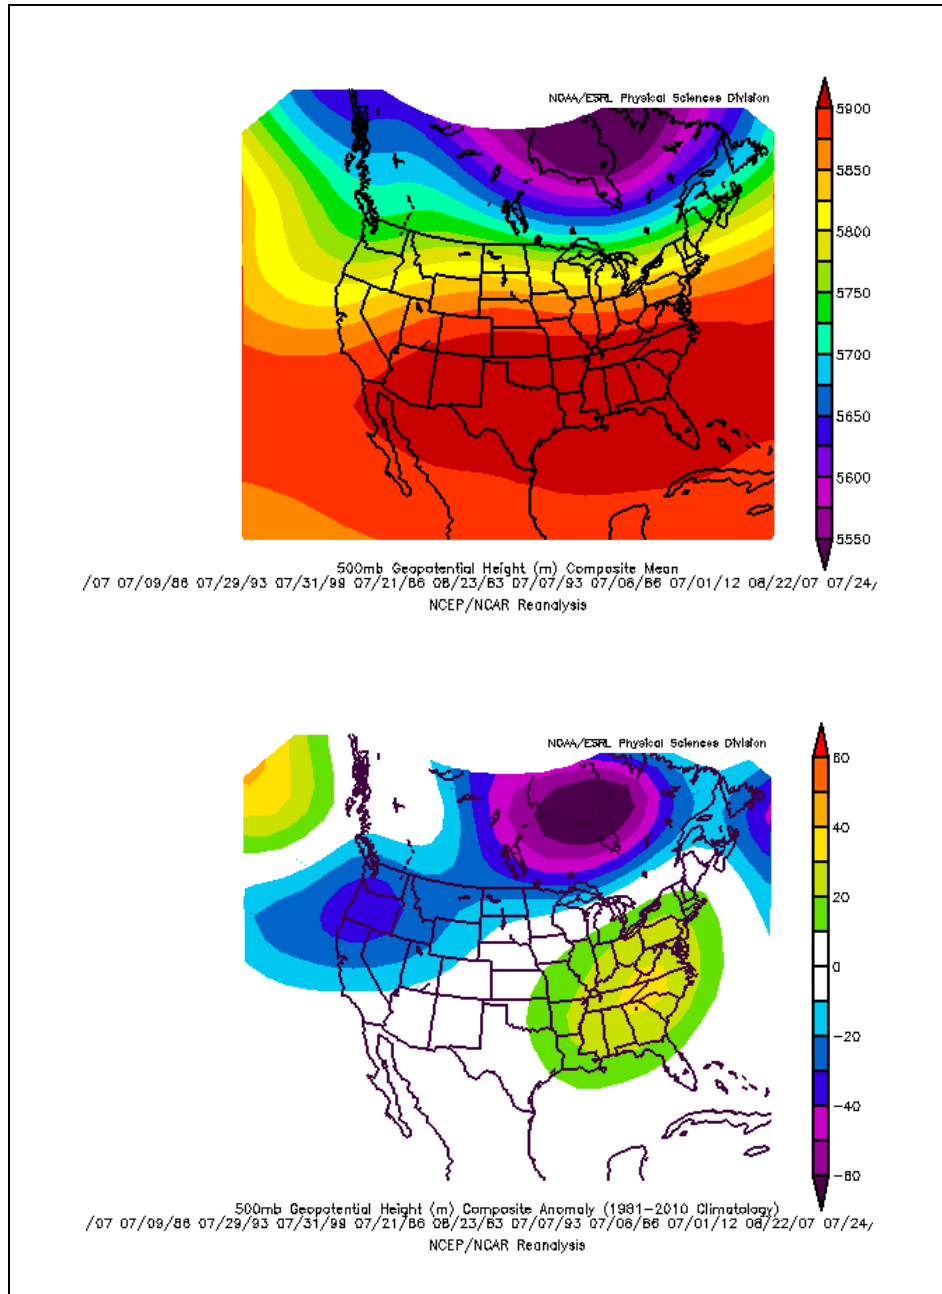 NOAA/ESRL Physical Sciences Division
5900
5850
5800
5750
5700
5650
5600
5550
500mb Geopotential Height (m) Composite Mean
/07 07/09/86 07/29/93 07/31/99 07/21/86 08/23/63 07/07/93 07/06/66 07/01/12 08/22/07 07/24/
NCEP/NCAR Reanalysis
NOAA/ESRL Physical Sciences Division
60
40
20
0
-20
-40
-60
500mb Geopotential Height (m) Composite Anomaly (1981-2010 Climatology)
/07 07/09/86 07/29/93 07/31/99 07/21/86 08/23/63 07/07/93 07/06/66 07/01/12 08/22/07 07/24/
NCEP/NCAR Reanalysis